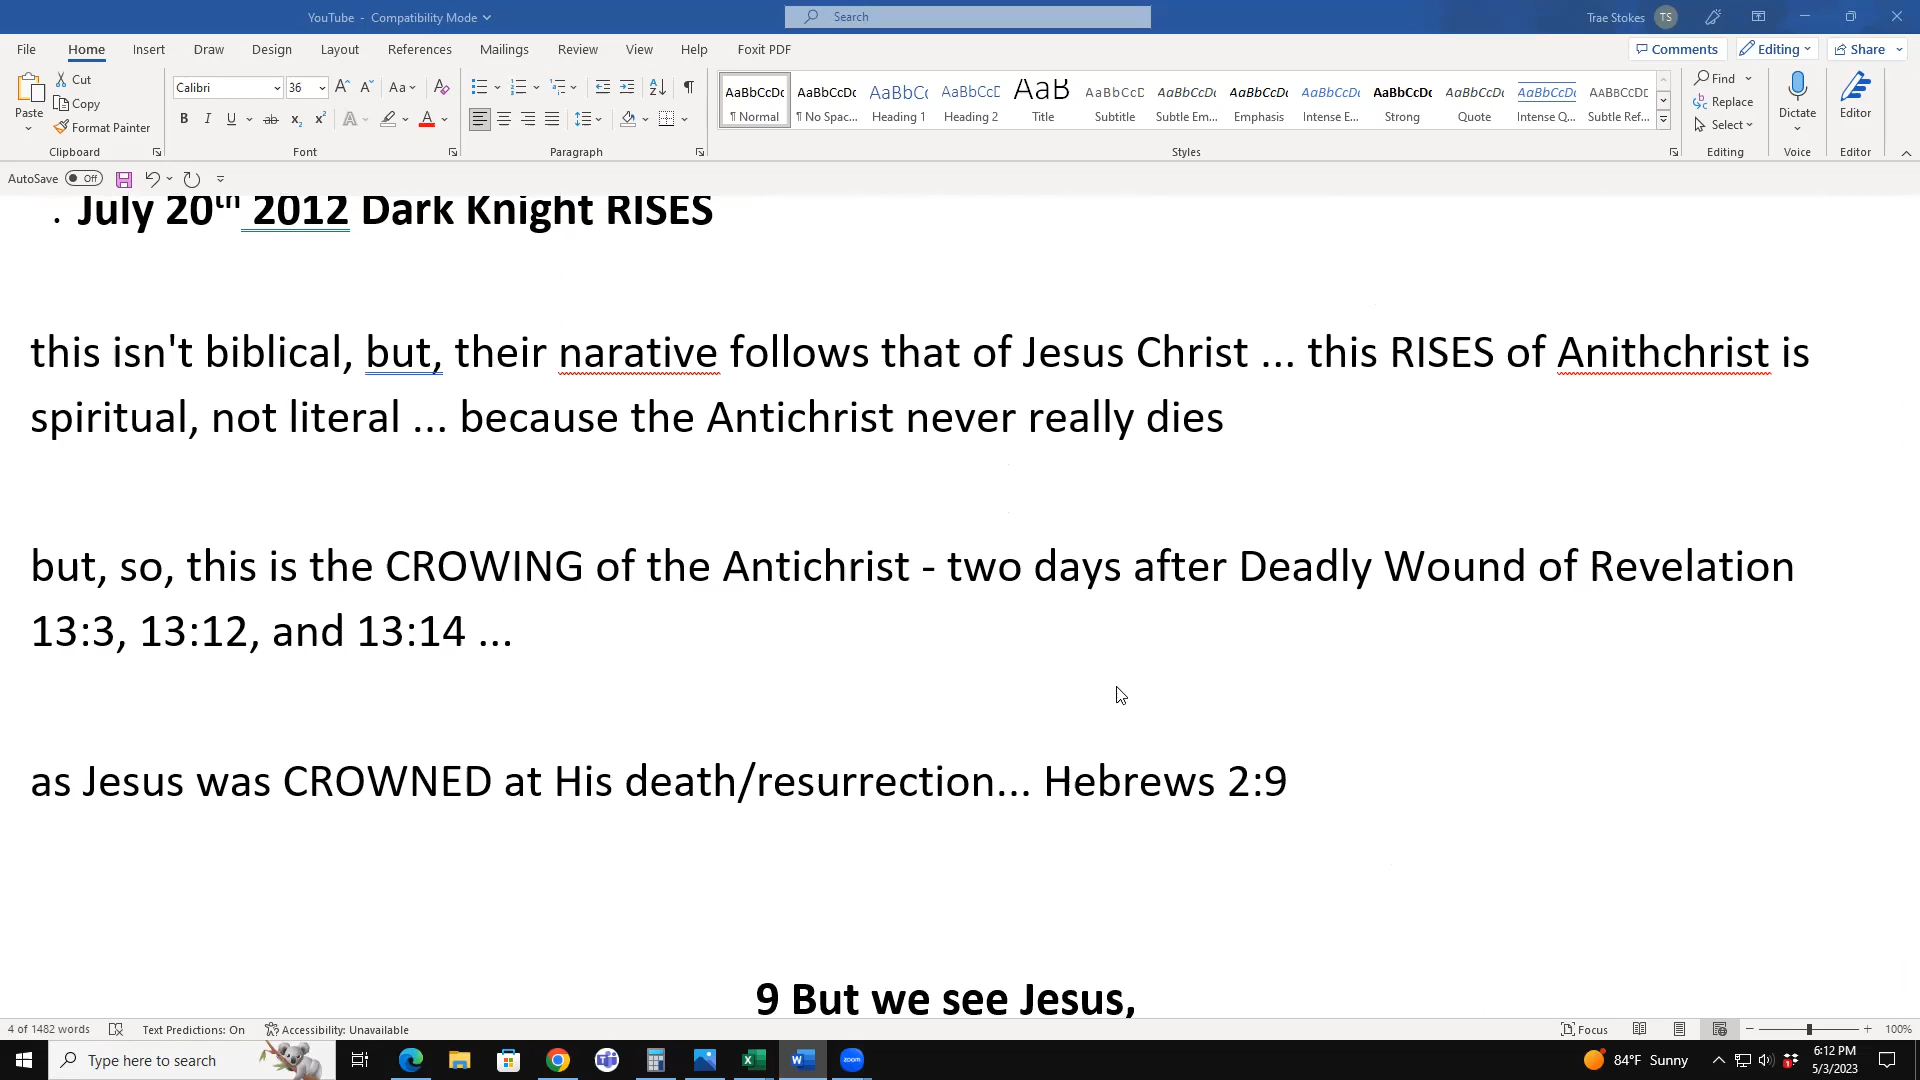 YouTube - Compatibility Mode
Search
Trae Stokes TS
File Home Insert Draw Design Layout References Mailings Review View Help Foxit PDF
Comments Editing Share
Paste
Cut
Copy
Format Painter
Clipboard
Calibri 36
Font
Paragraph
AaBbCcDc AaBbCcDc AaBbCc AaBbCcD AaB AaBbCcD AaBbCcDc AaBbCcDc AaBbCcDc AaBbCcDc AaBbCcDc AaBbCcDc AaBbCcDc
¶ Normal ¶ No Spac... Heading 1 Heading 2 Title Subtitle Subtle Em... Emphasis Intense E... Strong Quote Intense Q... Subtle Ref...
Styles
Find
Replace
Select
Editing
Dictate
Voice
Editor
Editor
AutoSave Off
. July 20th 2012 Dark Knight RISES
this isn't biblical, but, their narative follows that of Jesus Christ ... this RISES of Anithchrist is
spiritual, not literal ... because the Antichrist never really dies
but, so, this is the CROWING of the Antichrist - two days after Deadly Wound of Revelation
13:3, 13:12, and 13:14 ...
as Jesus was CROWNED at His death/resurrection... Hebrews 2:9
9 But we see Jesus,
4 of 1482 words Text Predictions: On Accessibility: Unavailable Focus 100%
Type here to search
84°F Sunny
6:12 PM
5/3/2023